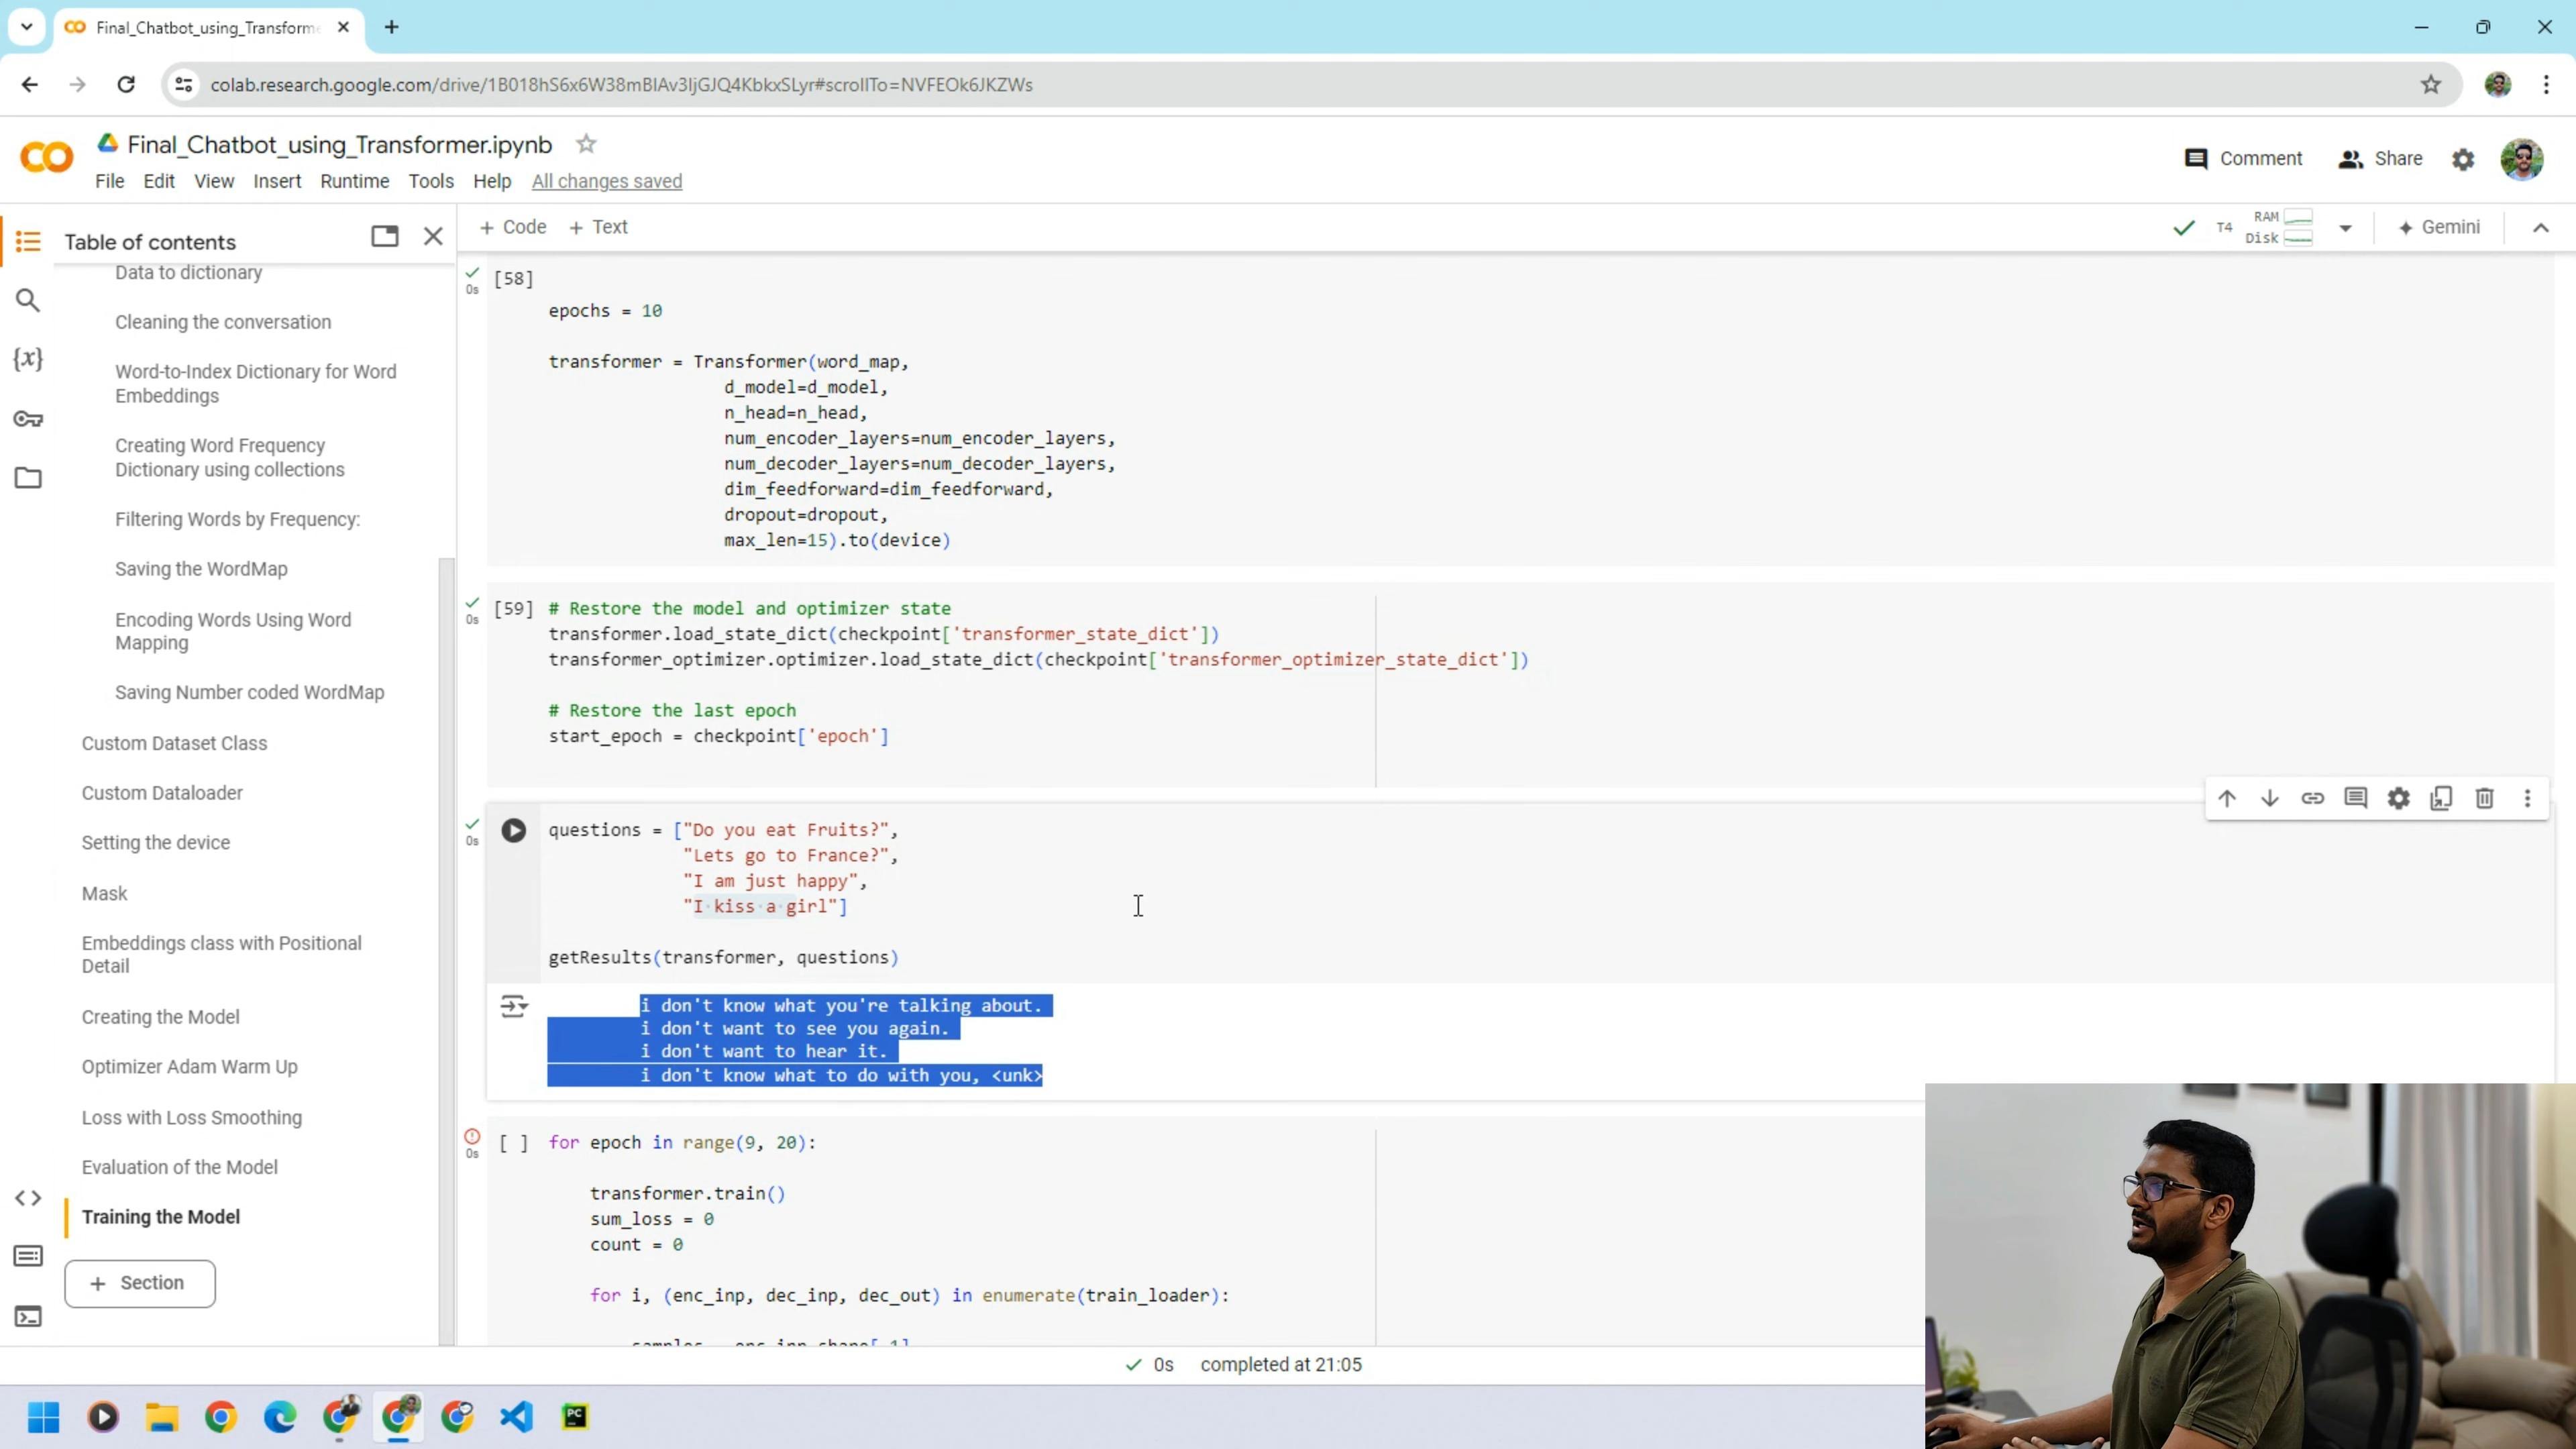 Final_Chatbot_using_Transforme
colab.research.google.com/drive/1B018hS6x6W38mBIAv3IjGJQ4KbkxSLyr#scrollTo=NVFEOk6JKZWs
Final_Chatbot_using_Transformer.ipynb
File Edit View Insert Runtime Tools Help All changes saved
Comment Share
Table of contents
+ Code + Text
T4 RAM
Disk
Gemini
Data to dictionary
Cleaning the conversation
Word-to-Index Dictionary for Word
Embeddings
Creating Word Frequency
Dictionary using collections
Filtering Words by Frequency:
Saving the WordMap
Encoding Words Using Word
Mapping
Saving Number coded WordMap
Custom Dataset Class
Custom Dataloader
Setting the device
Mask
Embeddings class with Positional
Detail
Creating the Model
Optimizer Adam Warm Up
Loss with Loss Smoothing
Evaluation of the Model
Training the Model
+ Section
0s [58]
epochs = 10
transformer = Transformer(word_map,
d_model=d_model,
n_head=n_head,
num_encoder_layers=num_encoder_layers,
num_decoder_layers=num_decoder_layers,
dim_feedforward=dim_feedforward,
dropout=dropout,
max_len=15).to(device)
0s [59] # Restore the model and optimizer state
transformer.load_state_dict(checkpoint['transformer_state_dict'])
transformer_optimizer.optimizer.load_state_dict(checkpoint['transformer_optimizer_state_dict'])
# Restore the last epoch
start_epoch = checkpoint['epoch']
0s questions = ["Do you eat Fruits?",
"Lets go to France?",
"I am just happy",
"I kiss a girl"]
getResults(transformer, questions)
i don't know what you're talking about.
i don't want to see you again.
i don't want to hear it.
i don't know what to do with you, <unk>
0s [ ] for epoch in range(9, 20):
transformer.train()
sum_loss = 0
count = 0
for i, (enc_inp, dec_inp, dec_out) in enumerate(train_loader):
0s completed at 21:05
PC